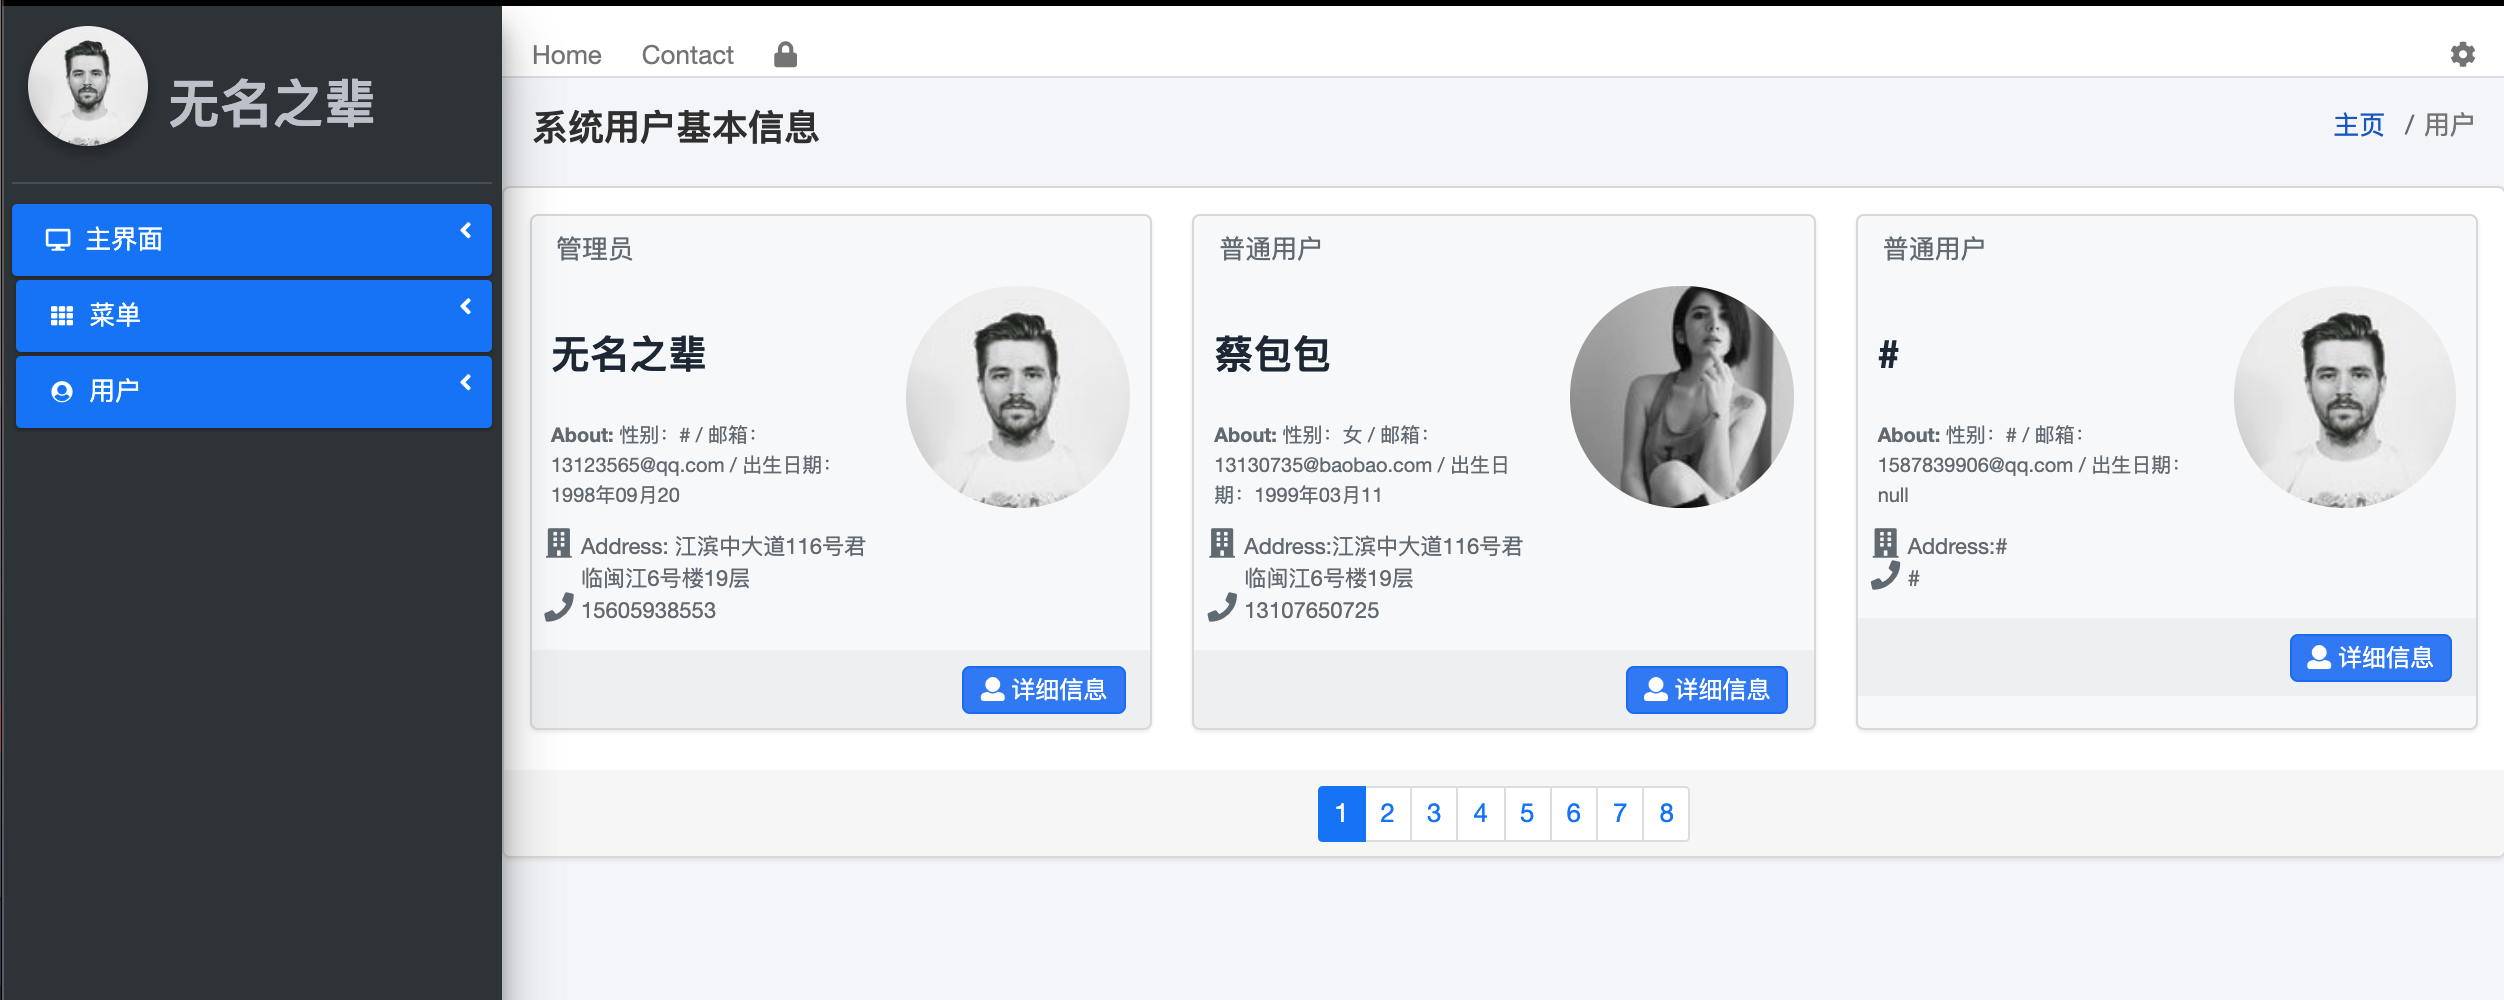 无名之辈
主界面
菜单
用户
Home Contact
系统用户基本信息
主页 / 用户
管理员
无名之辈
About: 性别：# / 邮箱：
13123565@qq.com / 出生日期：
1998年09月20
Address: 江滨中大道116号君
临闽江6号楼19层
15605938553
详细信息
普通用户
蔡包包
About: 性别：女 / 邮箱：
13130735@baobao.com / 出生日
期：1999年03月11
Address:江滨中大道116号君
临闽江6号楼19层
13107650725
详细信息
普通用户
#
About: 性别：# / 邮箱：
1587839906@qq.com / 出生日期：
null
Address:#
#
详细信息
1 2 3 4 5 6 7 8